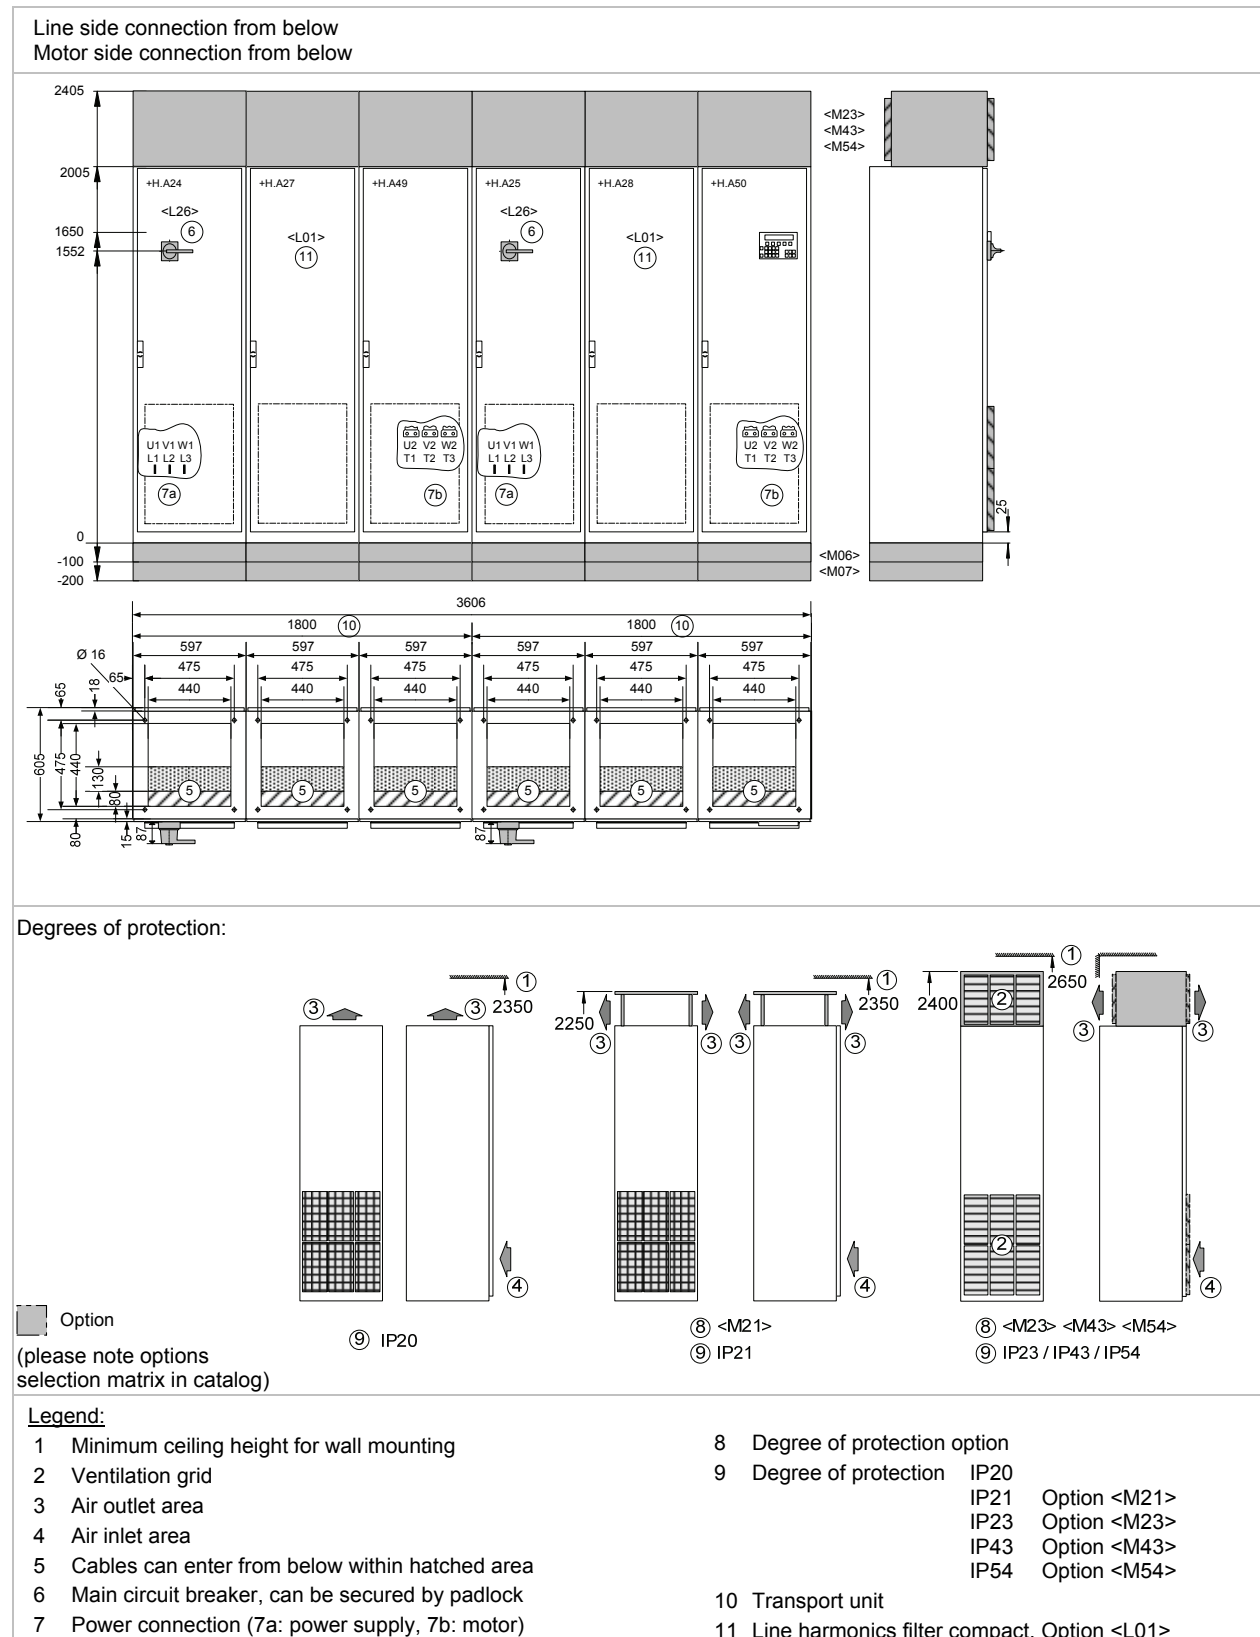 Line side connection from below
Motor side connection from below
2405
<M23>
<M43>
<M54>
2005
+H.A24
+H.A27
+H.A49
+H.A25
+H.A28
+H.A50
<L26>
<L26>
1650
6
6
<L01>
<L01>
1552
11
11
U1 V1 W1
L1 L2 L3
7a
U2 V2 W2
T1 T2 T3
7b
U1 V1 W1
L1 L2 L3
7a
U2 V2 W2
T1 T2 T3
7b
25
0
-100
<M06>
-200
<M07>
3606
1800 10
1800 10
597 597 597 597 597 597
Ø 16
475 475 475 475 475 475
65
440 440 440 440 440 440
65
18
605
475
440
130
80
5 5 5 5 5 5
80
15
87
87
Degrees of protection:
1
2350
3
3
4
9 IP20
1
2350
2250
3 3 3 3
4
8 <M21>
9 IP21
1
2650
2400
2
3 3
2
4
8 <M23> <M43> <M54>
9 IP23 / IP43 / IP54
Option
(please note options
selection matrix in catalog)
Legend:
1 Minimum ceiling height for wall mounting
2 Ventilation grid
3 Air outlet area
4 Air inlet area
5 Cables can enter from below within hatched area
6 Main circuit breaker, can be secured by padlock
7 Power connection (7a: power supply, 7b: motor)
8 Degree of protection option
9 Degree of protection IP20
IP21 Option <M21>
IP23 Option <M23>
IP43 Option <M43>
IP54 Option <M54>
10 Transport unit
11 Line harmonics filter compact, Option <L01>